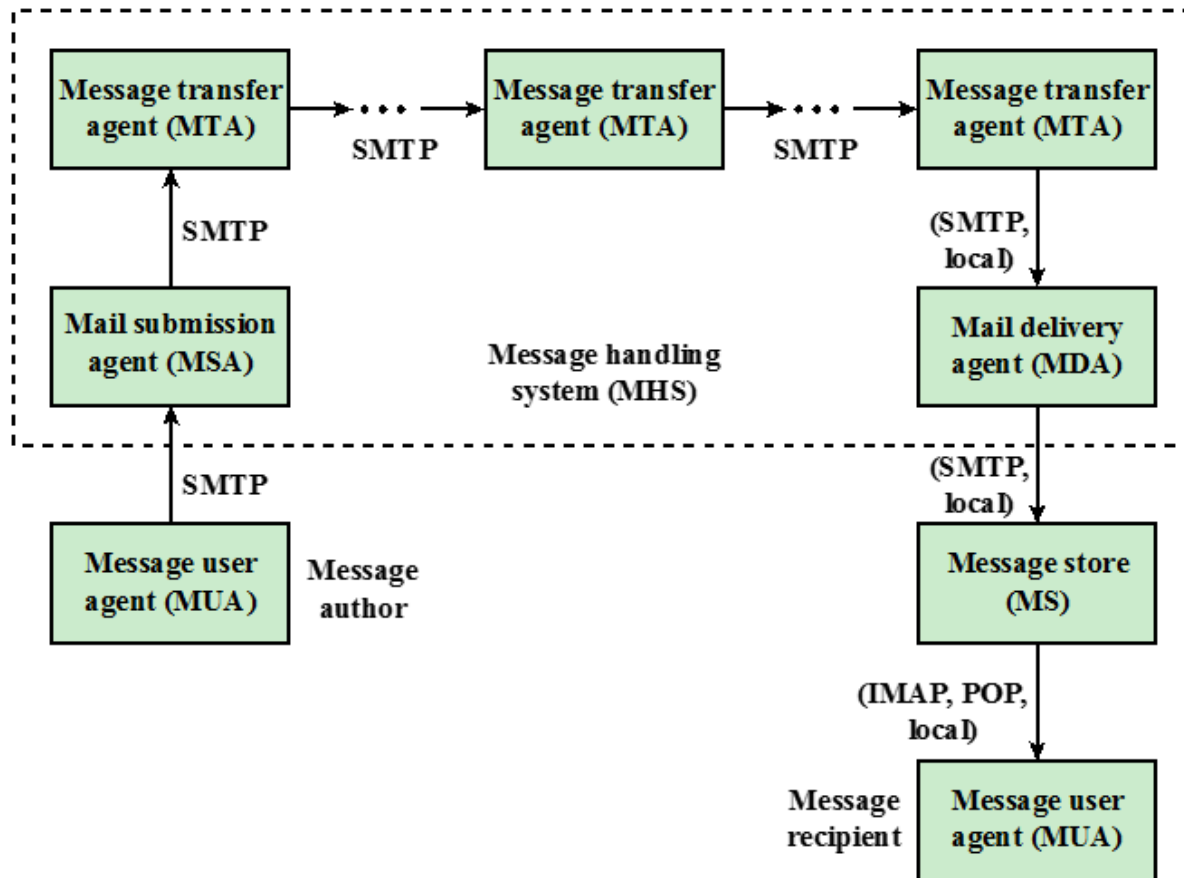 Message transfer
agent (MTA)
SMTP
Message transfer
agent (MTA)
SMTP
Message transfer
agent (MTA)
SMTP
(SMTP,
local)
Mail submission
agent (MSA)
Message handling
system (MHS)
Mail delivery
agent (MDA)
SMTP
(SMTP,
local)
Message user
agent (MUA)
Message
author
Message store
(MS)
(IMAP, POP,
local)
Message
recipient
Message user
agent (MUA)